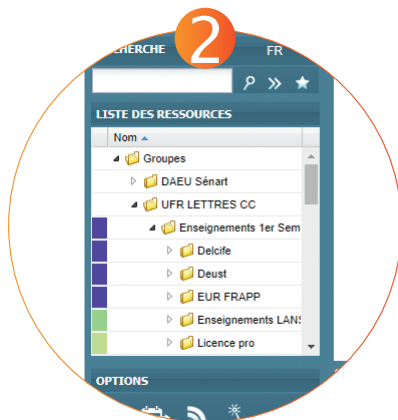 2
FR
LISTE DES RESSOURCES
Nom
Groupes
DAEU Sénart
UFR LETTRES CC
Enseignements 1er Sem
Delcife
Deust
EUR FRAPP
Enseignements LANS
Licence pro
OPTIONS